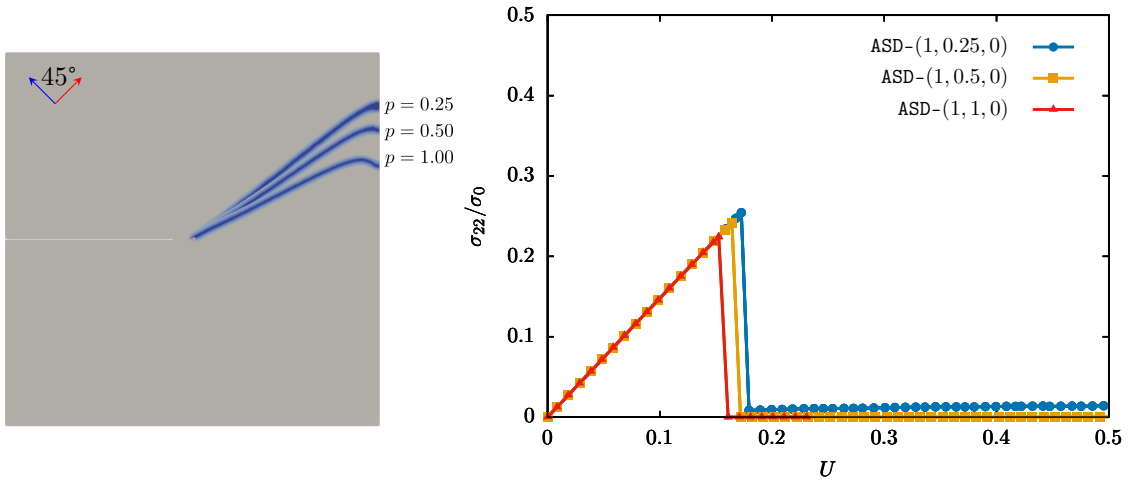 45°
p = 0.25
p = 0.50
p = 1.00
0.5
0.4
0.3
0.2
0.1
0
σ₂₂/σ₀
0
0.1
0.2
0.3
0.4
0.5
U
ASD-(1, 0.25, 0)
ASD-(1, 0.5, 0)
ASD-(1, 1, 0)